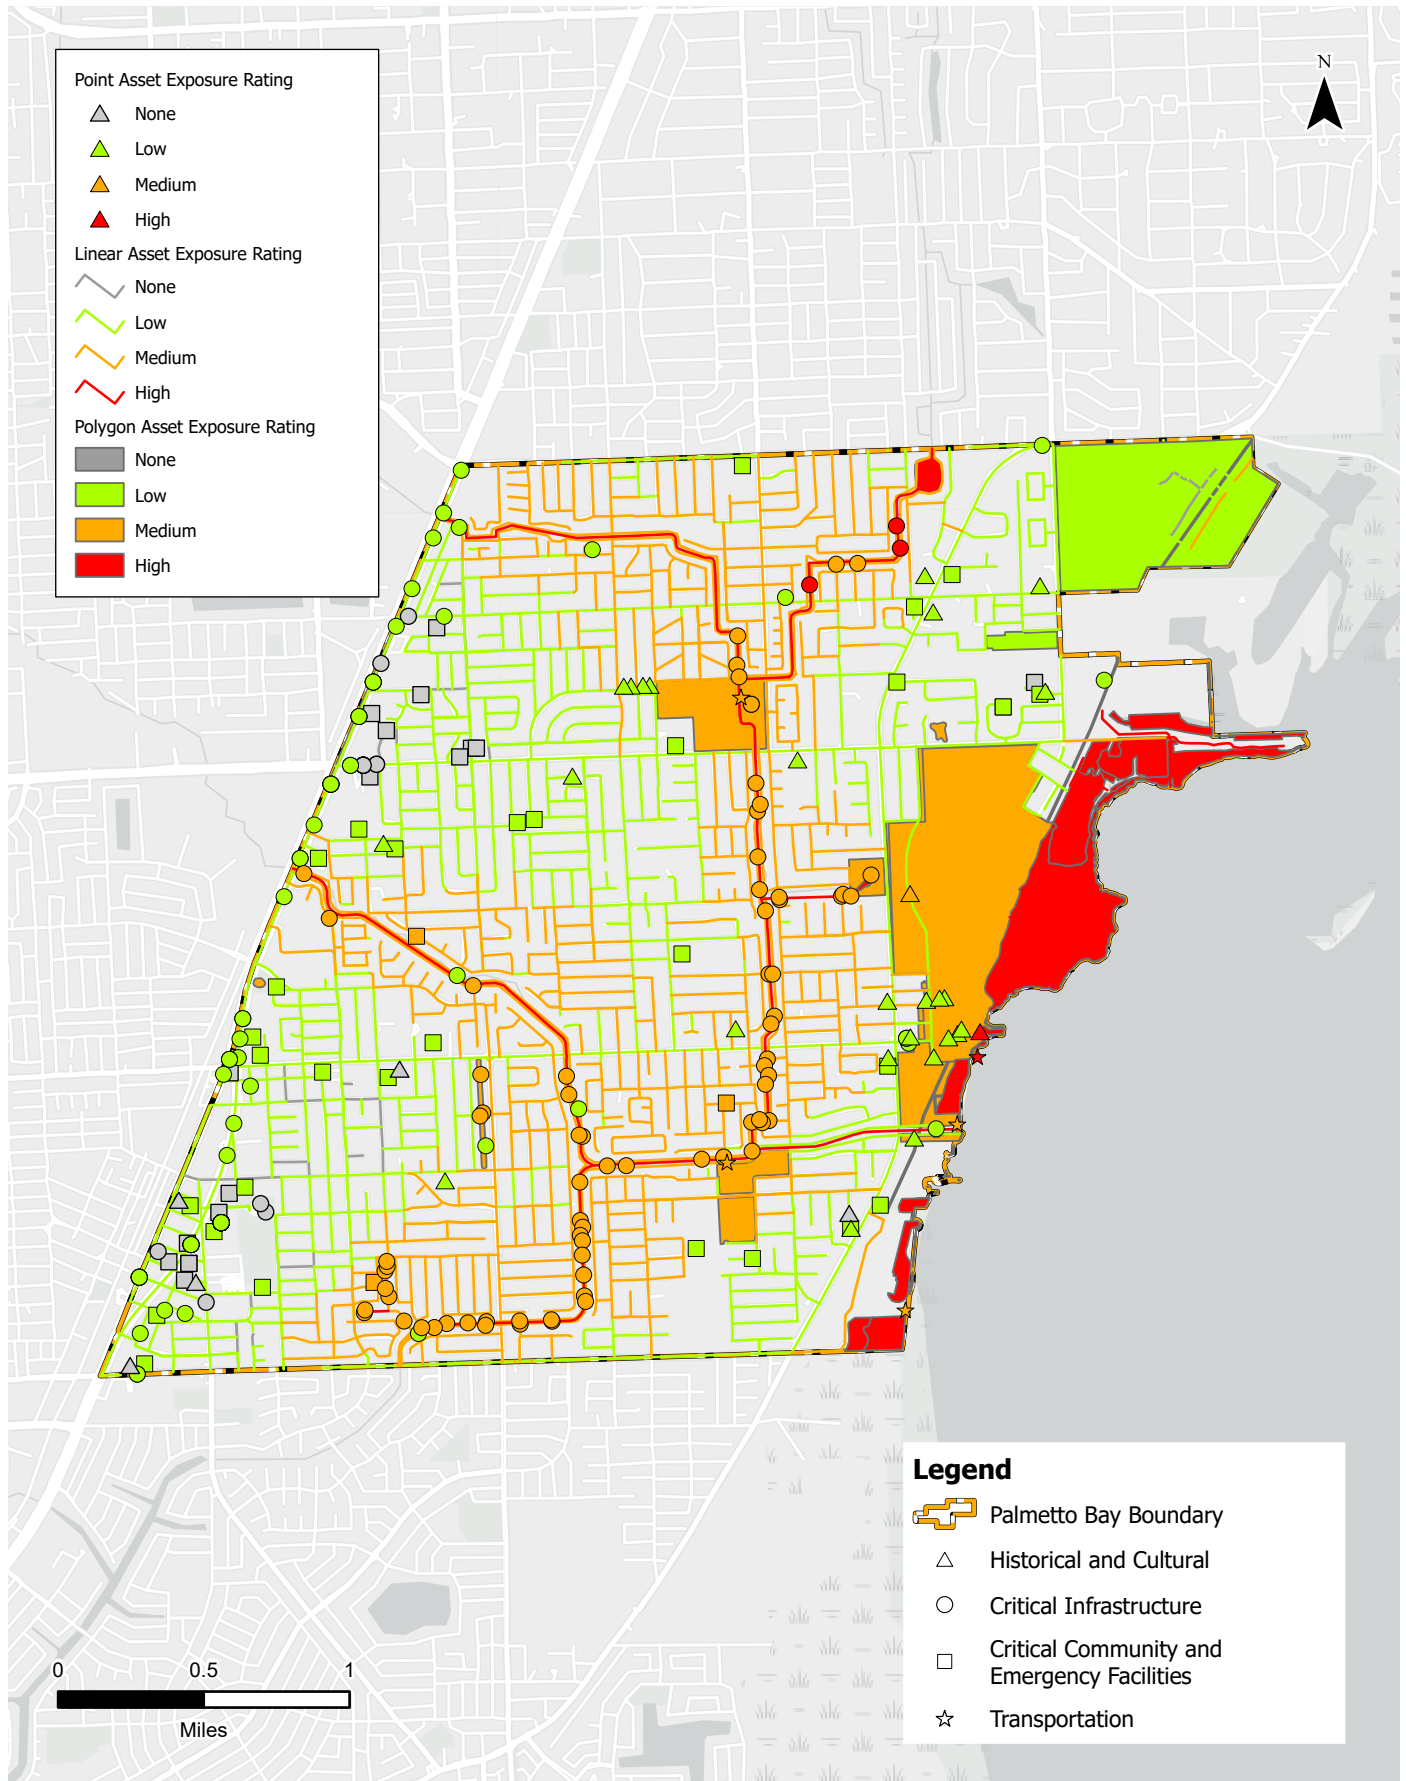 N
Point Asset Exposure Rating
None
Low
Medium
High
Linear Asset Exposure Rating
None
Low
Medium
High
Polygon Asset Exposure Rating
None
Low
Medium
High
Legend
Palmetto Bay Boundary
Historical and Cultural
Critical Infrastructure
Critical Community and
Emergency Facilities
Transportation
0 0.5 1
Miles